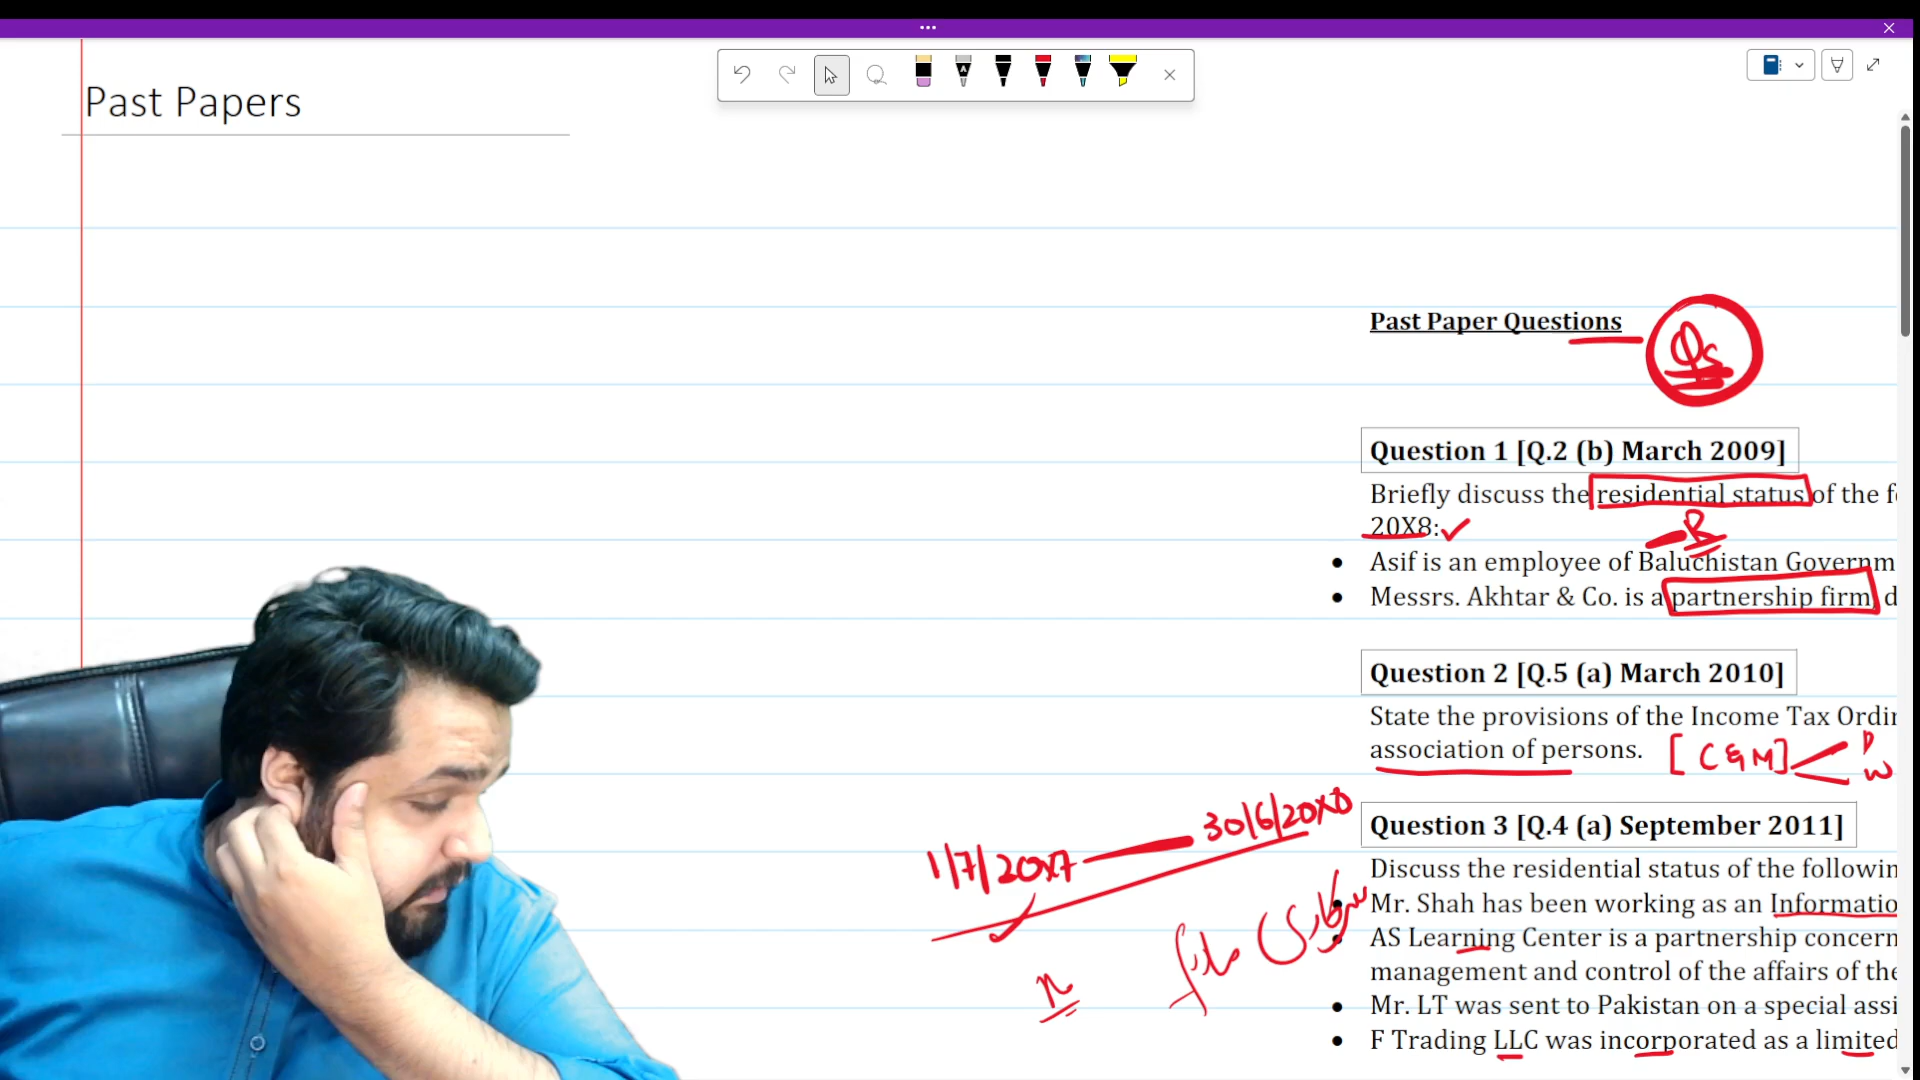 Past Papers
Past Paper Questions
Qs
Question 1 [Q.2 (b) March 2009]
Briefly discuss the residential status of the f
20X8:
R
Asif is an employee of Baluchistan Governm
Messrs. Akhtar & Co. is a partnership firm, d
Question 2 [Q.5 (a) March 2010]
State the provisions of the Income Tax Ordin
association of persons. [C & M] P
W
1/7/20X7 30/6/20X8
Question 3 [Q.4 (a) September 2011]
Discuss the residential status of the following
Mr. Shah has been working as an Informatio
AS Learning Center is a partnership concern
management and control of the affairs of the
Mr. LT was sent to Pakistan on a special assi
F Trading LLC was incorporated as a limited